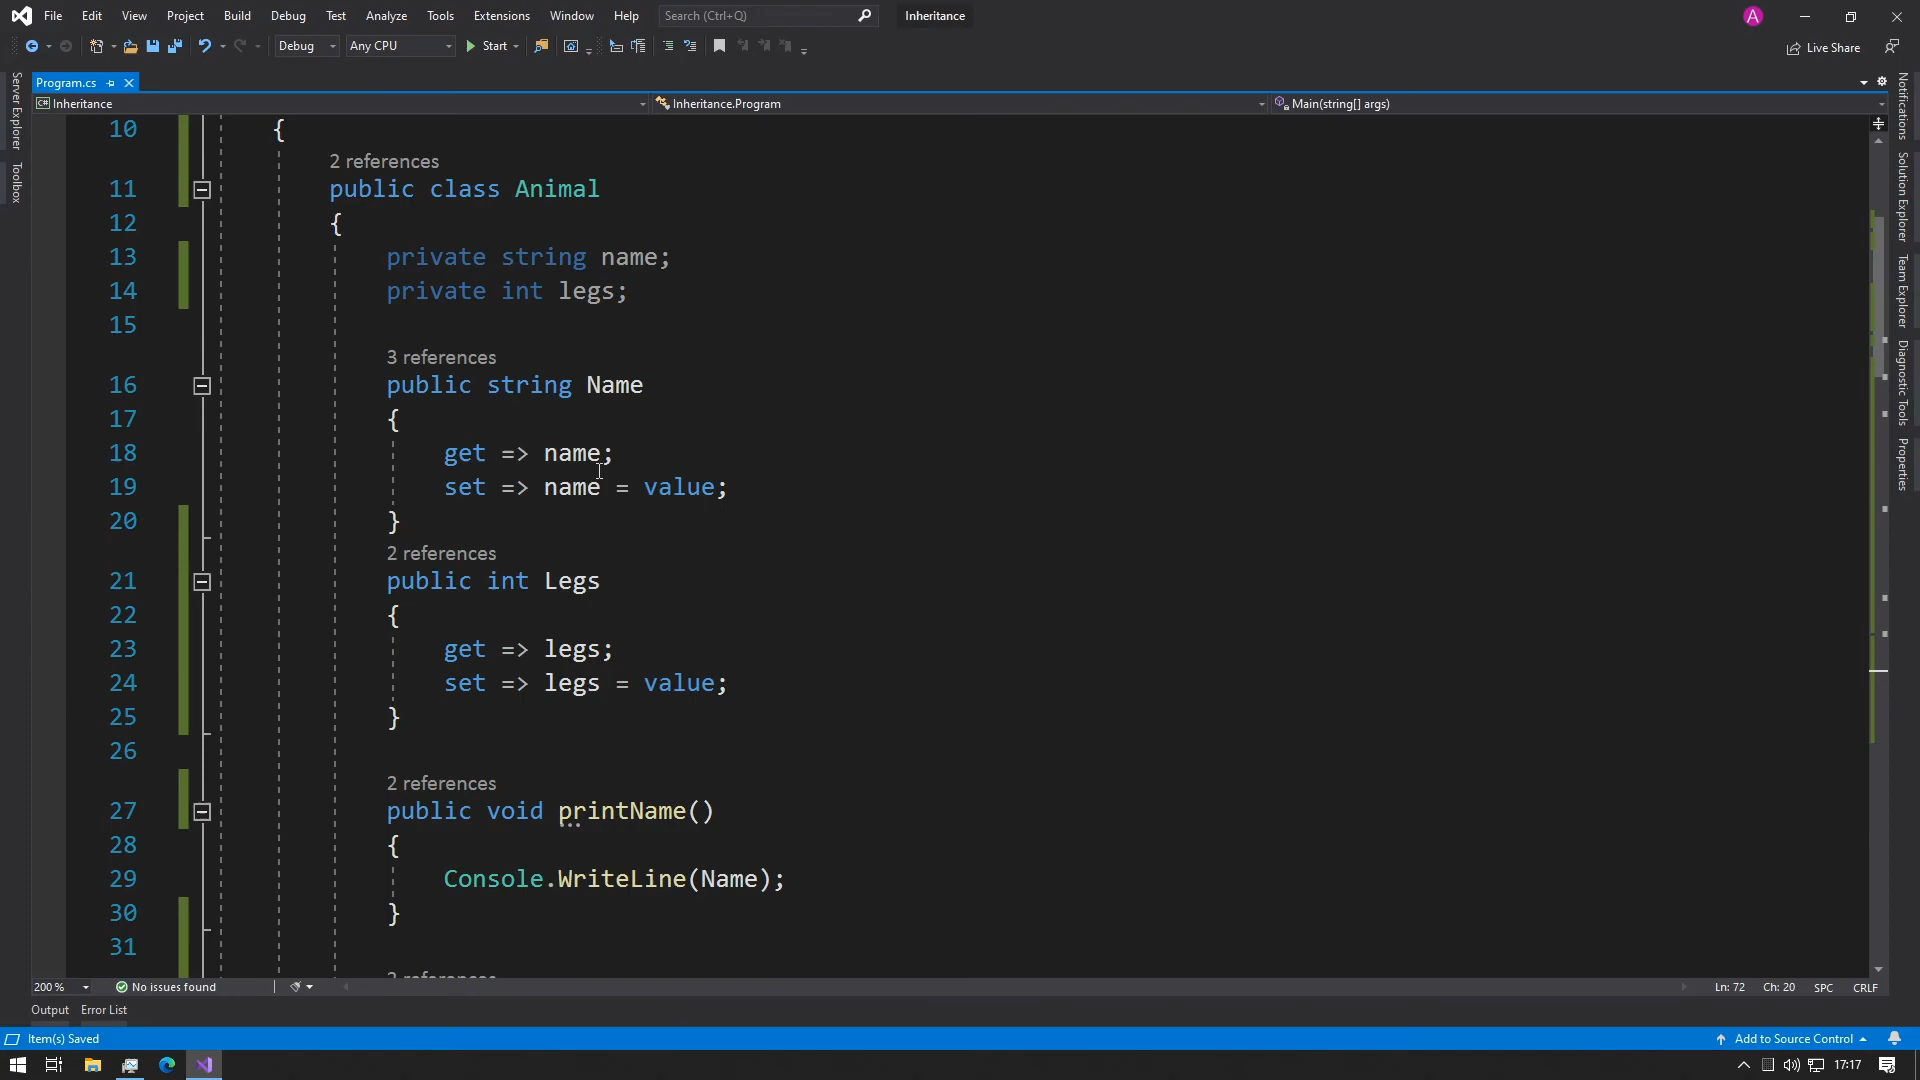 File Edit View Project Build Debug Test Analyze Tools Extensions Window Help Search (Ctrl+Q) Inheritance A
Debug Any CPU Start Live Share
Program.cs
Inheritance Inheritance.Program Main(string[] args)
Server Explorer
Toolbox
Notifications
Solution Explorer
Team Explorer
Diagnostic Tools
Properties
10 {
2 references
11 public class Animal
12 {
13 private string name;
14 private int legs;
15
3 references
16 public string Name
17 {
18 get => name;
19 set => name = value;
20 }
2 references
21 public int Legs
22 {
23 get => legs;
24 set => legs = value;
25 }
26
2 references
27 public void printName()
28 {
29 Console.WriteLine(Name);
30 }
31
200 % No issues found Ln: 72 Ch: 20 SPC CRLF
Output Error List
Item(s) Saved Add to Source Control
17:17